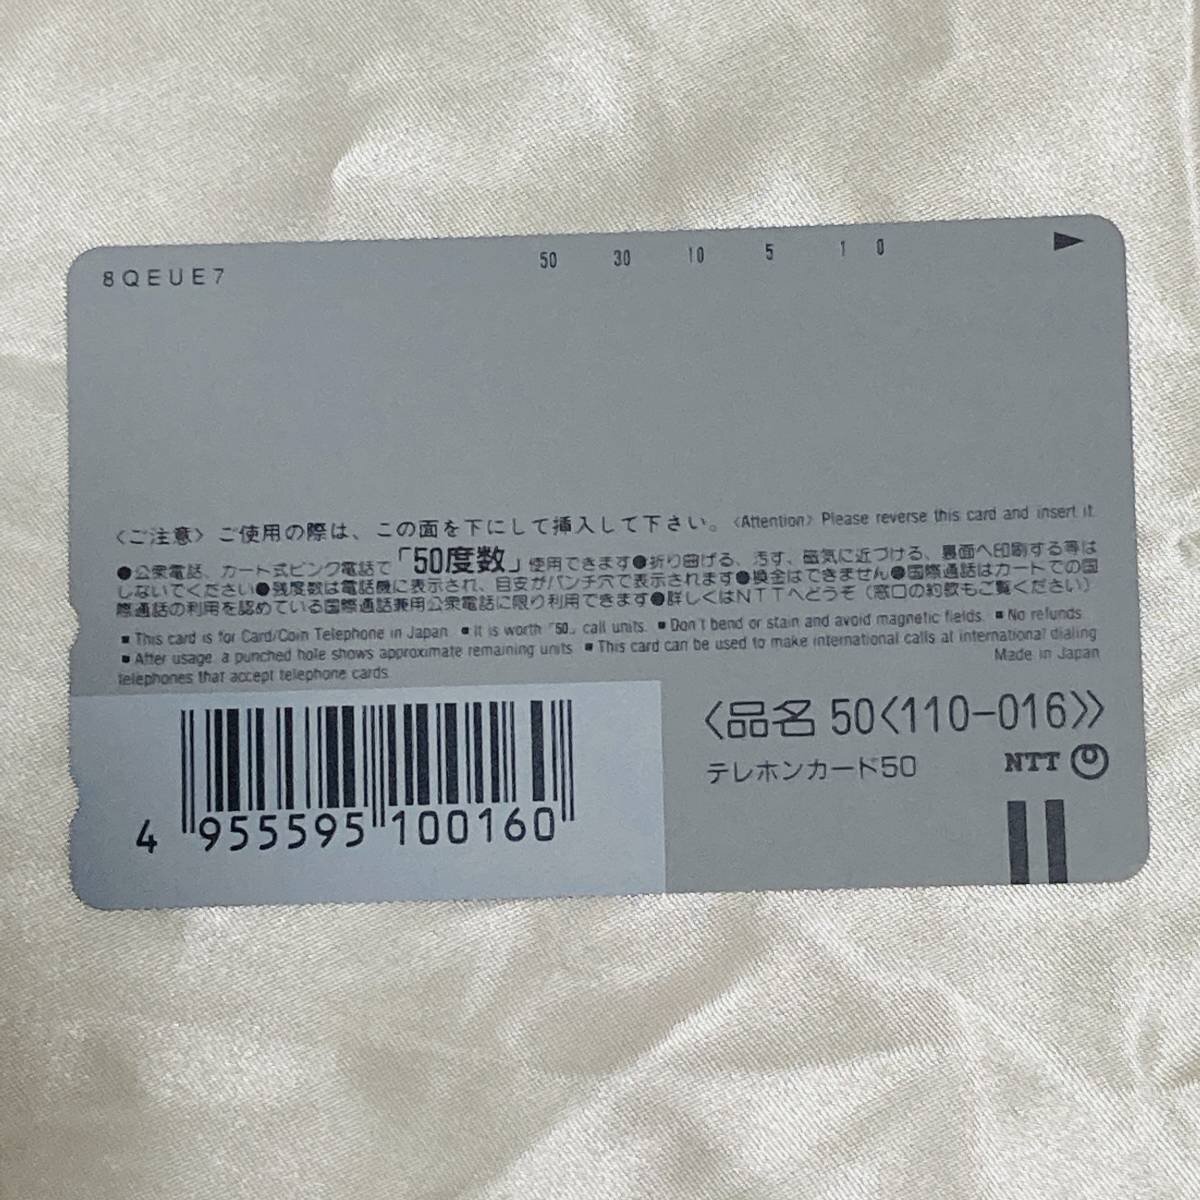 8QEUE7
50 30 10 5 1 0
〈ご注意〉ご使用の際は、この面を下にして挿入して下さい。〈Attention〉Please reverse this card and insert it.
●公衆電話、カード式ピンク電話で「50度数」使用できます●折り曲げる、汚す、磁気に近づける、裏面へ印刷する等は
しないでください●残度数は電話機に表示され、目安がパンチ穴で表示されます●換金はできません●国際通話はカードでの国
際通話の利用を認めている国際通話兼用公衆電話に限り利用できます●詳しくはNTTへどうぞ(窓口の約款もご覧ください)
■This card is for Card/Coin Telephone in Japan. ■It is worth「50」call units. ■Don't bend or stain and avoid magnetic fields. ■No refunds.
■After usage, a punched hole shows approximate remaining units. ■This card can be used to make international calls at international dialing
telephones that accept telephone cards.
Made in Japan
〈品名 50〈110-016〉〉
テレホンカード50
NTT
4 955595 100160